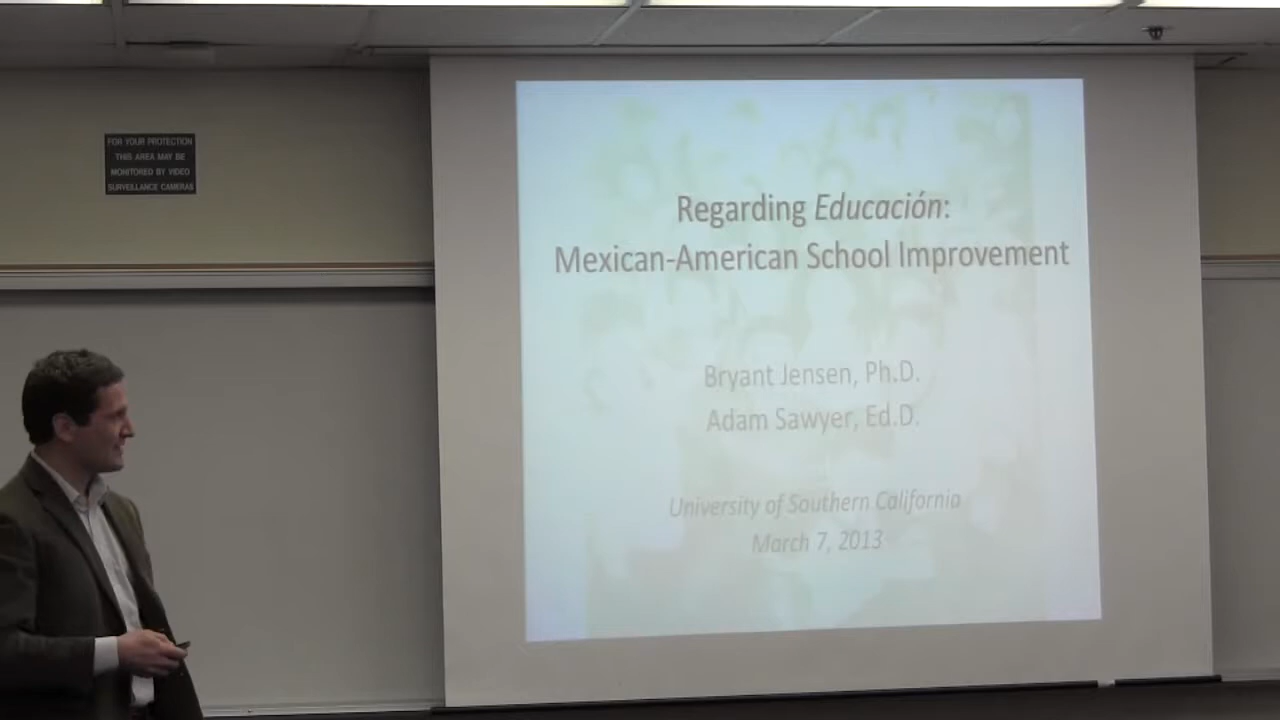 FOR YOUR PROTECTION
THIS AREA MAY BE
MONITORED BY VIDEO
SURVEILLANCE CAMERAS
Regarding Educación:
Mexican-American School Improvement
Bryant Jensen, Ph.D.
Adam Sawyer, Ed.D.
University of Southern California
March 7, 2013